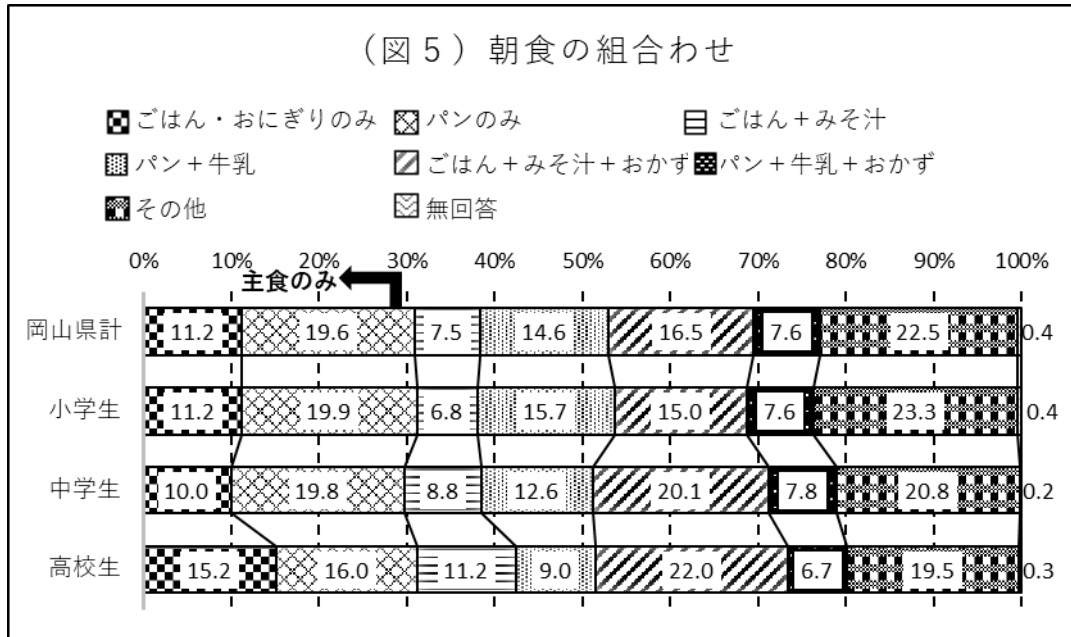 （図５）朝食の組合わせ
ごはん・おにぎりのみ パンのみ ごはん＋みそ汁
パン＋牛乳 ごはん＋みそ汁＋おかず パン＋牛乳＋おかず
その他 無回答
0% 10% 20% 30% 40% 50% 60% 70% 80% 90% 100%
主食のみ
岡山県計 11.2 19.6 7.5 14.6 16.5 7.6 22.5 0.4
小学生 11.2 19.9 6.8 15.7 15.0 7.6 23.3 0.4
中学生 10.0 19.8 8.8 12.6 20.1 7.8 20.8 0.2
高校生 15.2 16.0 11.2 9.0 22.0 6.7 19.5 0.3